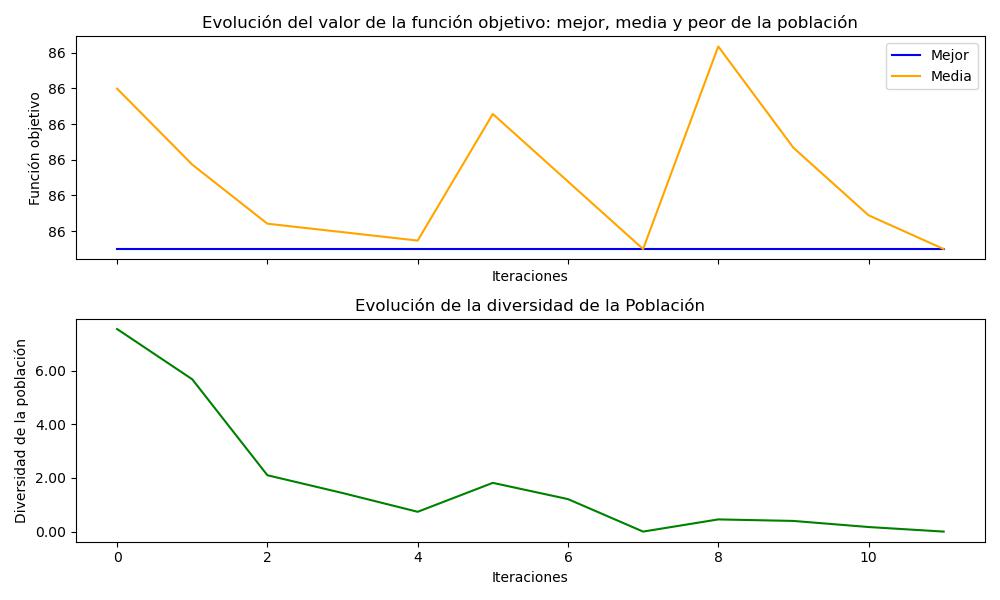 Evolución del valor de la función objetivo: mejor, media y peor de la población
Función objetivo
86
86
86
86
86
86
Mejor
Media
Iteraciones
Evolución de la diversidad de la Población
Diversidad de la población
6.00
4.00
2.00
0.00
0 2 4 6 8 10
Iteraciones